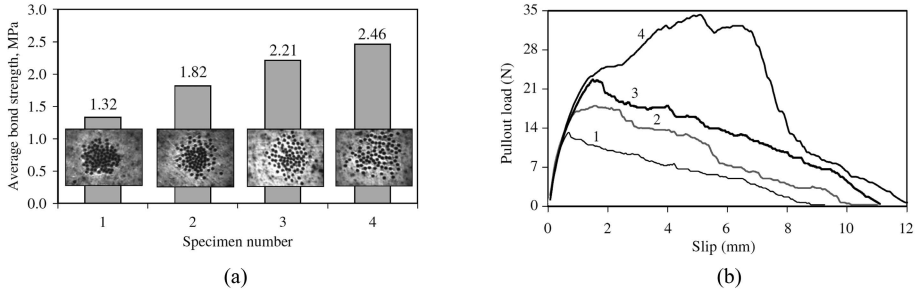 3.0
2.5
2.0
1.5
1.0
0.5
0.0
Average bond strength, MPa
1.32
1.82
2.21
2.46
1 2 3 4
Specimen number
(a)
35
28
21
14
7
0
Pullout load (N)
4
3
2
1
0 2 4 6 8 10 12
Slip (mm)
(b)